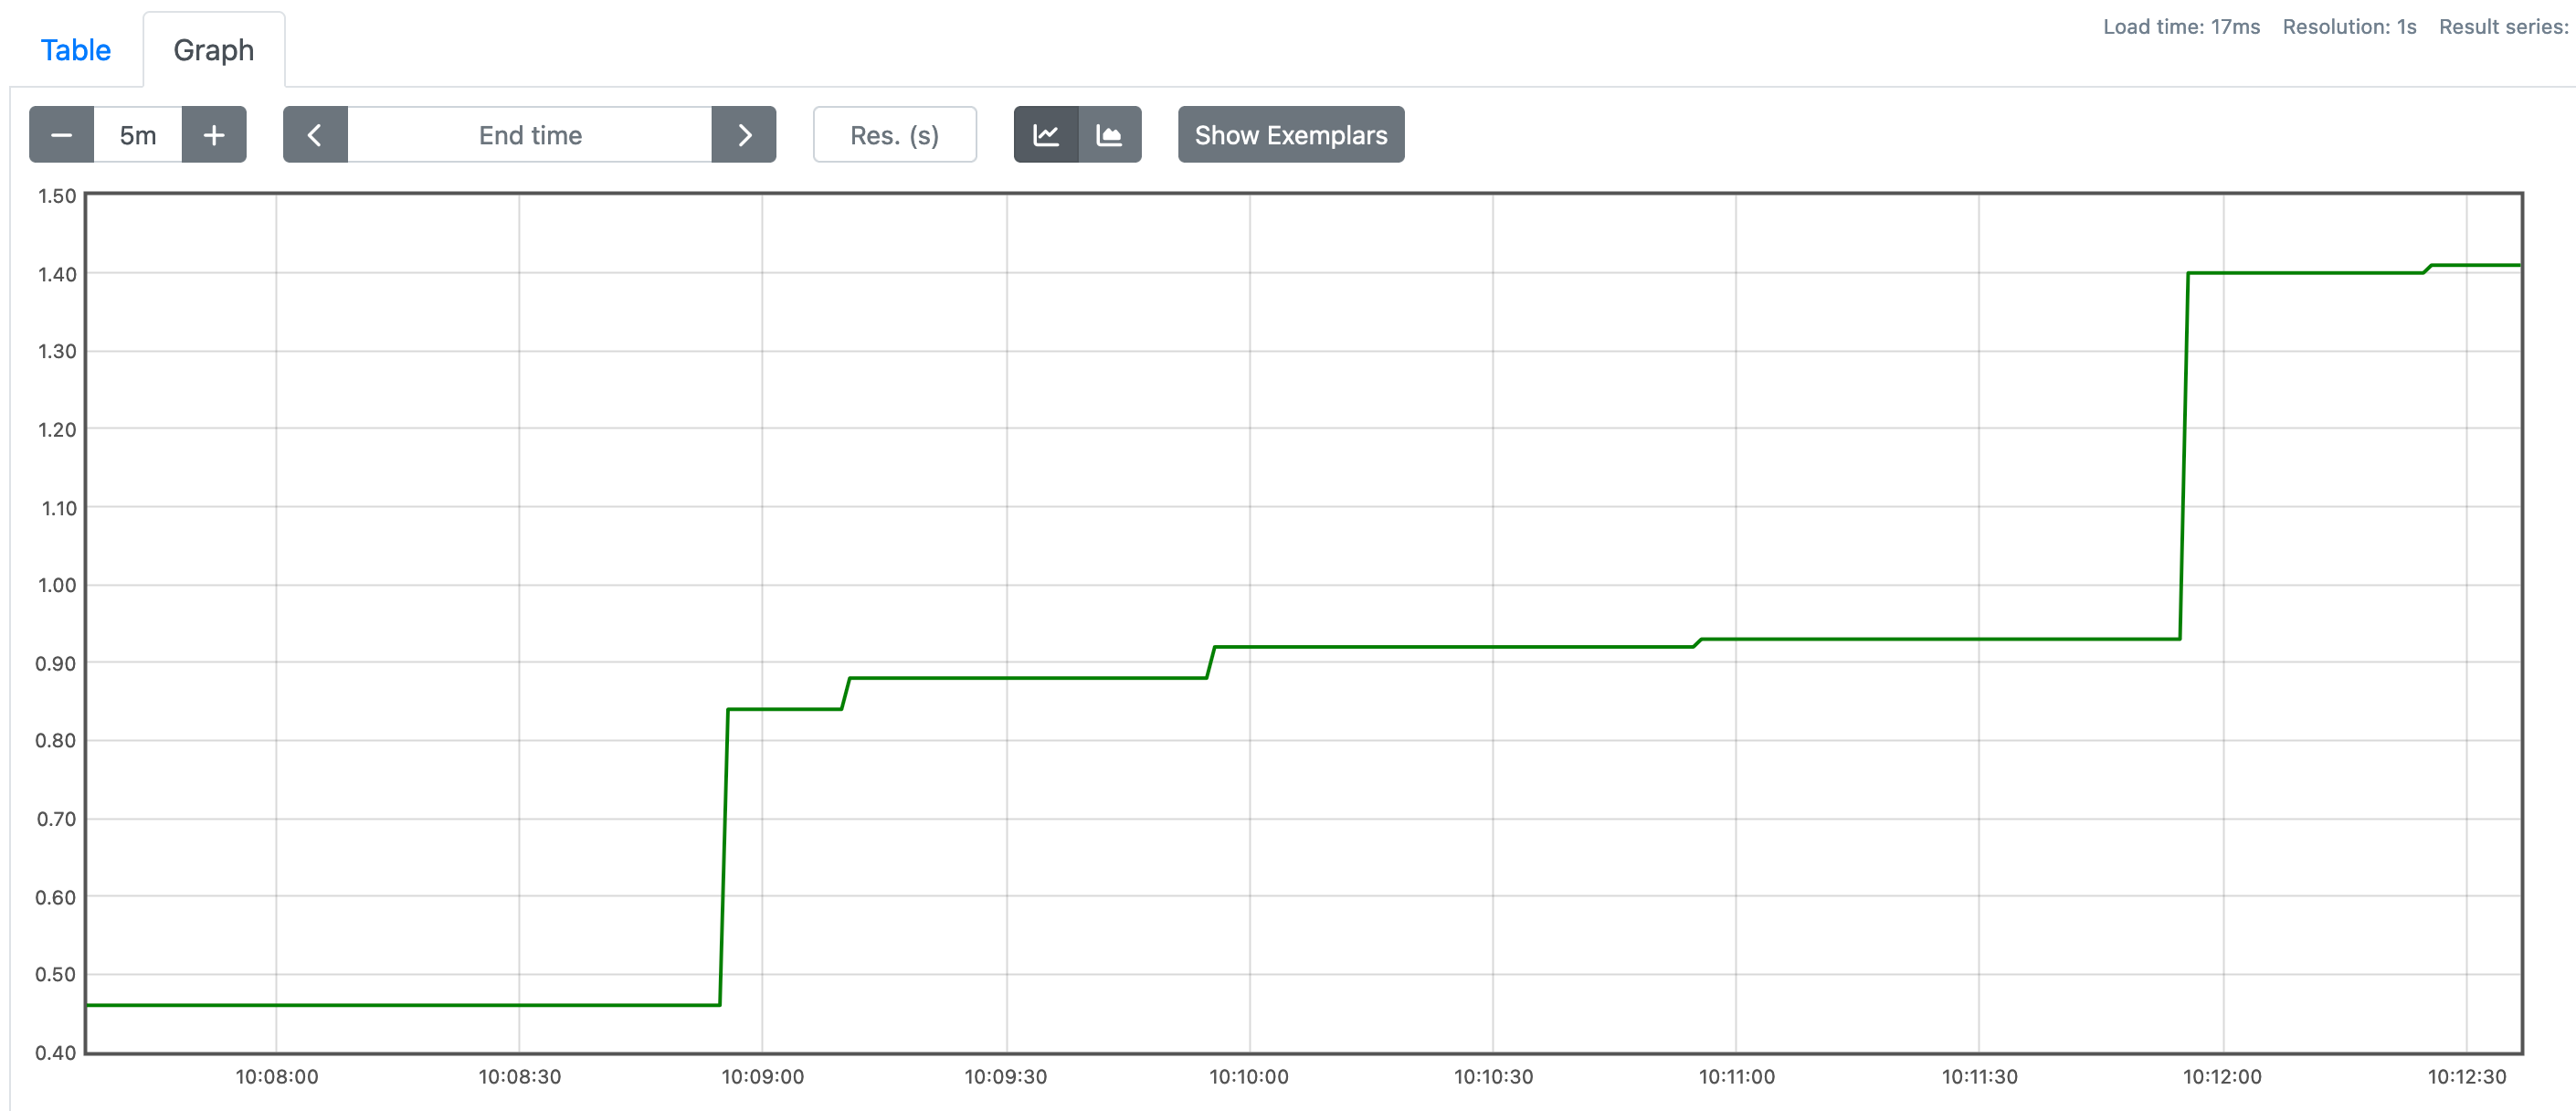 Table
Graph
Load time: 17ms Resolution: 1s Result series:
5m
End time
Res. (s)
Show Exemplars
1.50
1.40
1.30
1.20
1.10
1.00
0.90
0.80
0.70
0.60
0.50
0.40
10:08:00 10:08:30 10:09:00 10:09:30 10:10:00 10:10:30 10:11:00 10:11:30 10:12:00 10:12:30